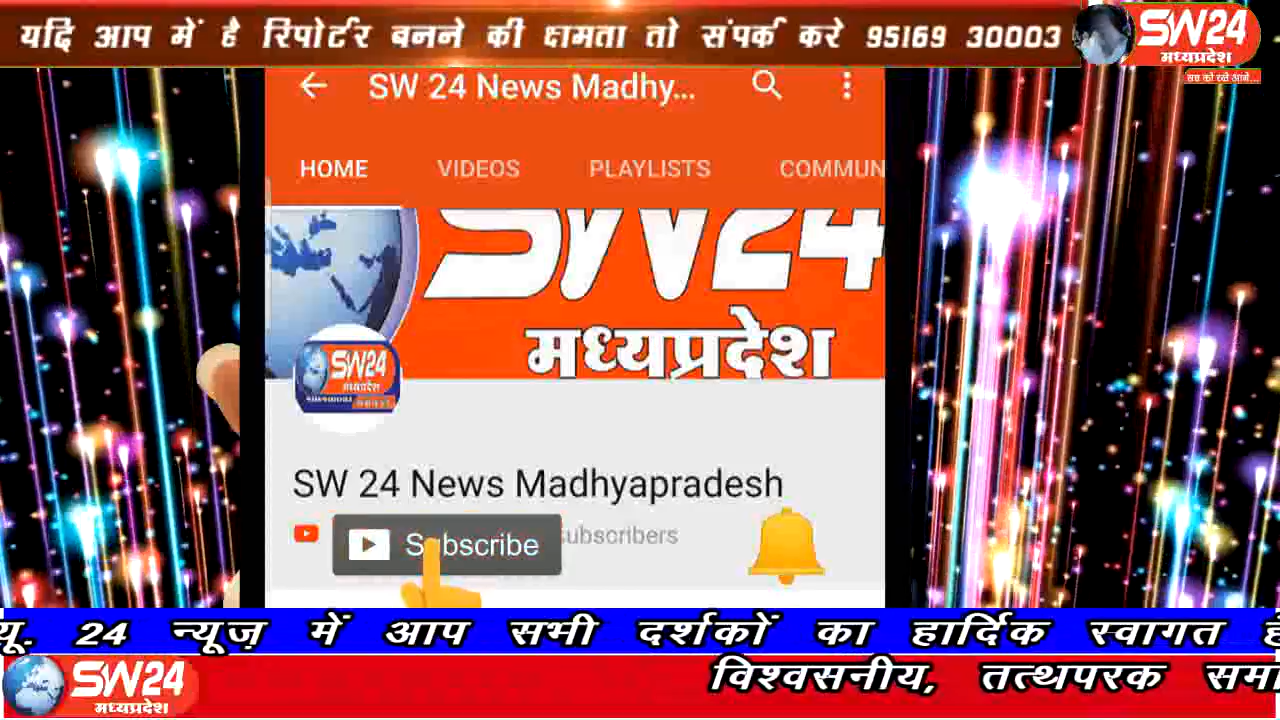 यदि आप में है रिपोर्टर बनने की क्षमता तो संपर्क करे 95169 30003
SW24
मध्यप्रदेश
SW 24 News Madhy...
HOME VIDEOS PLAYLISTS COMMUN
SW24
मध्यप्रदेश
SW24
मध्यप्रदेश
SW 24 News Madhyapradesh
Subscribe subscribers
यू. 24 न्यूज़ में आप सभी दर्शकों का हार्दिक स्वागत है
विश्वसनीय, तत्थपरक समा
SW24
मध्यप्रदेश